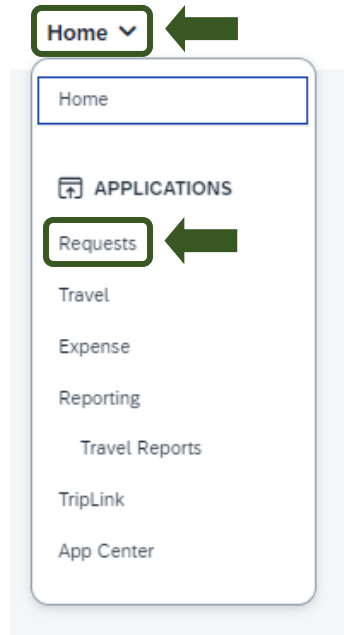 Home
Home
APPLICATIONS
Requests
Travel
Expense
Reporting
Travel Reports
TripLink
App Center